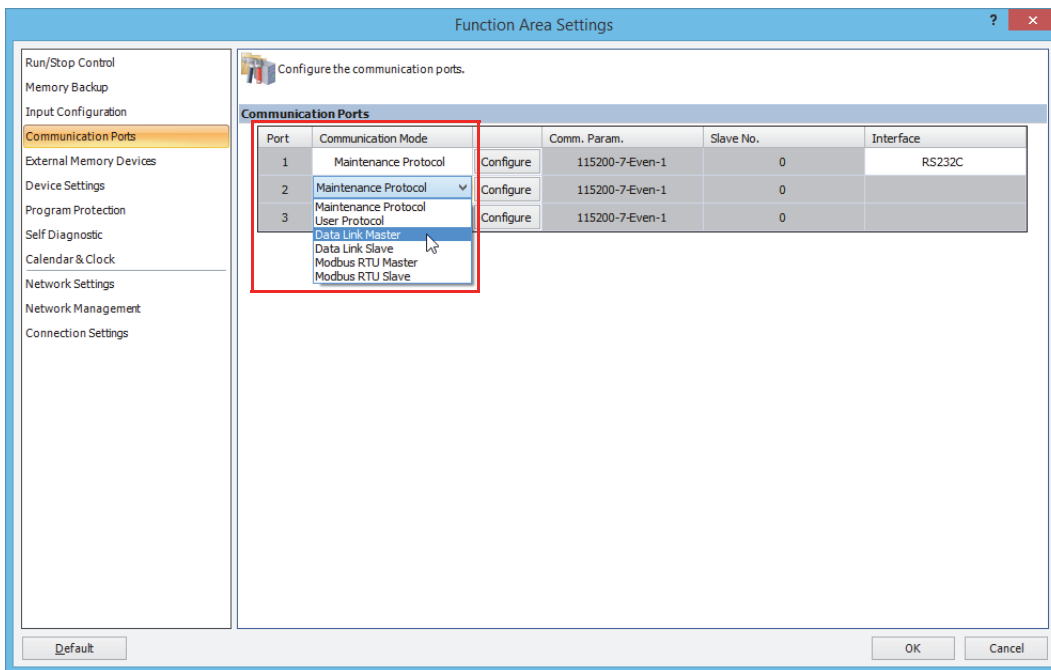 Function Area Settings
? ×
Run/Stop Control
Memory Backup
Input Configuration
Communication Ports
External Memory Devices
Device Settings
Program Protection
Self Diagnostic
Calendar & Clock
Network Settings
Network Management
Connection Settings
Configure the communication ports.
Communication Ports
Port Communication Mode Comm. Param. Slave No. Interface
1 Maintenance Protocol Configure 115200-7-Even-1 0 RS232C
2 Maintenance Protocol Configure 115200-7-Even-1 0
3 Configure 115200-7-Even-1 0
Maintenance Protocol
User Protocol
Data Link Master
Data Link Slave
Modbus RTU Master
Modbus RTU Slave
Default OK Cancel